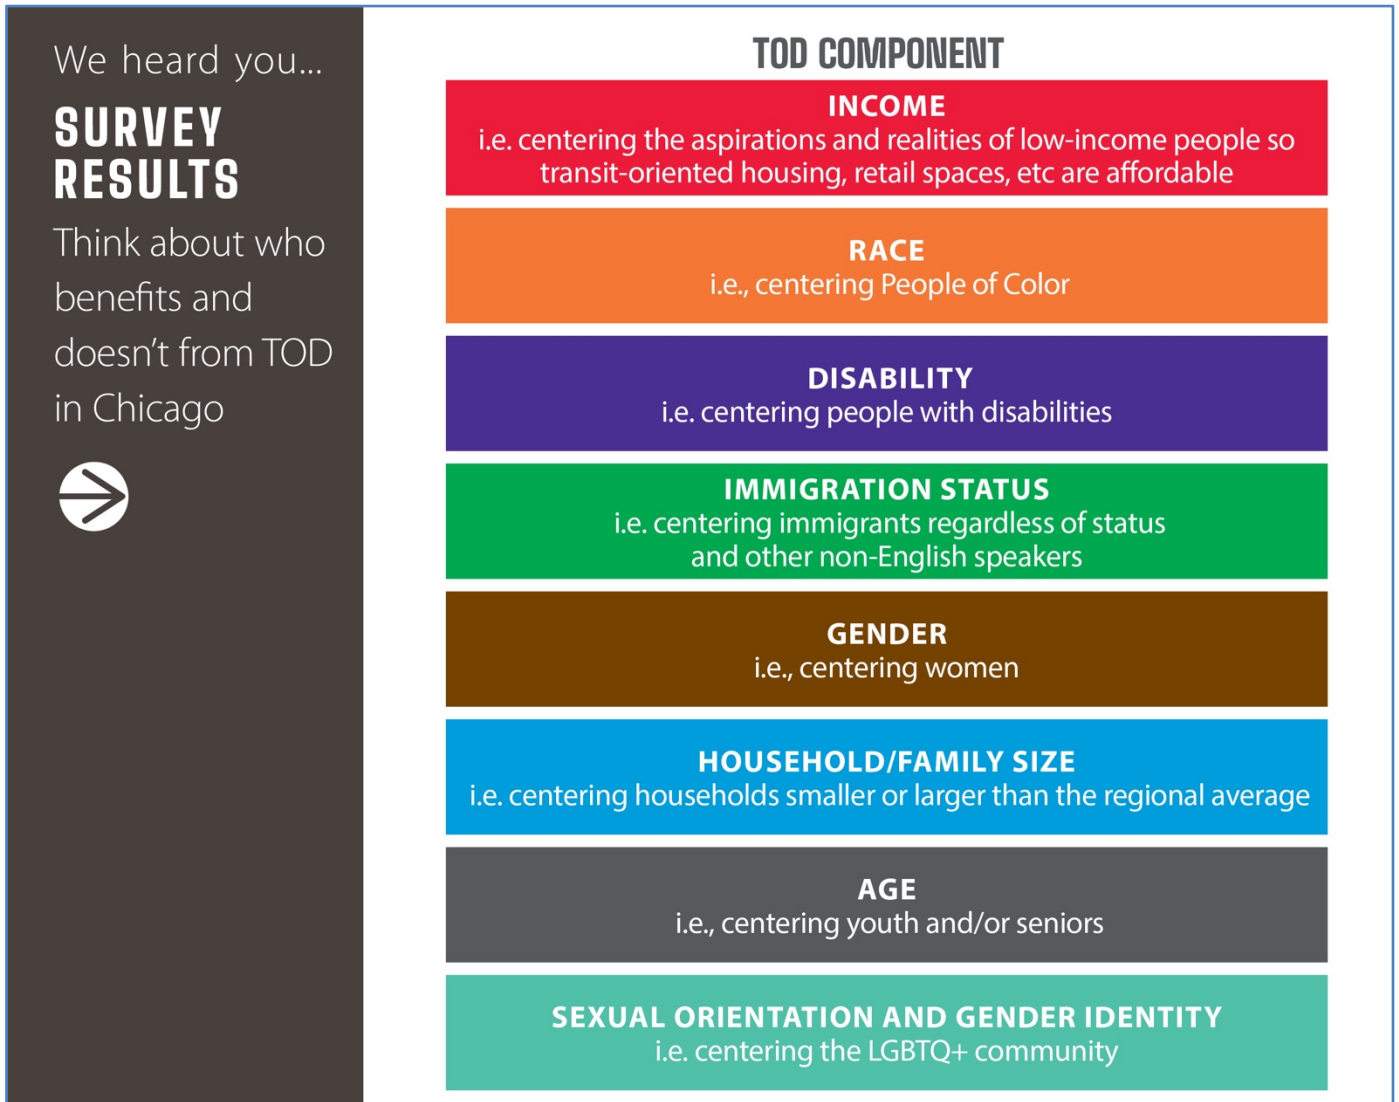 We heard you...
SURVEY
RESULTS
Think about who
benefits and
doesn't from TOD
in Chicago
TOD COMPONENT
INCOME
i.e. centering the aspirations and realities of low-income people so
transit-oriented housing, retail spaces, etc are affordable
RACE
i.e., centering People of Color
DISABILITY
i.e. centering people with disabilities
IMMIGRATION STATUS
i.e. centering immigrants regardless of status
and other non-English speakers
GENDER
i.e., centering women
HOUSEHOLD/FAMILY SIZE
i.e. centering households smaller or larger than the regional average
AGE
i.e., centering youth and/or seniors
SEXUAL ORIENTATION AND GENDER IDENTITY
i.e. centering the LGBTQ+ community